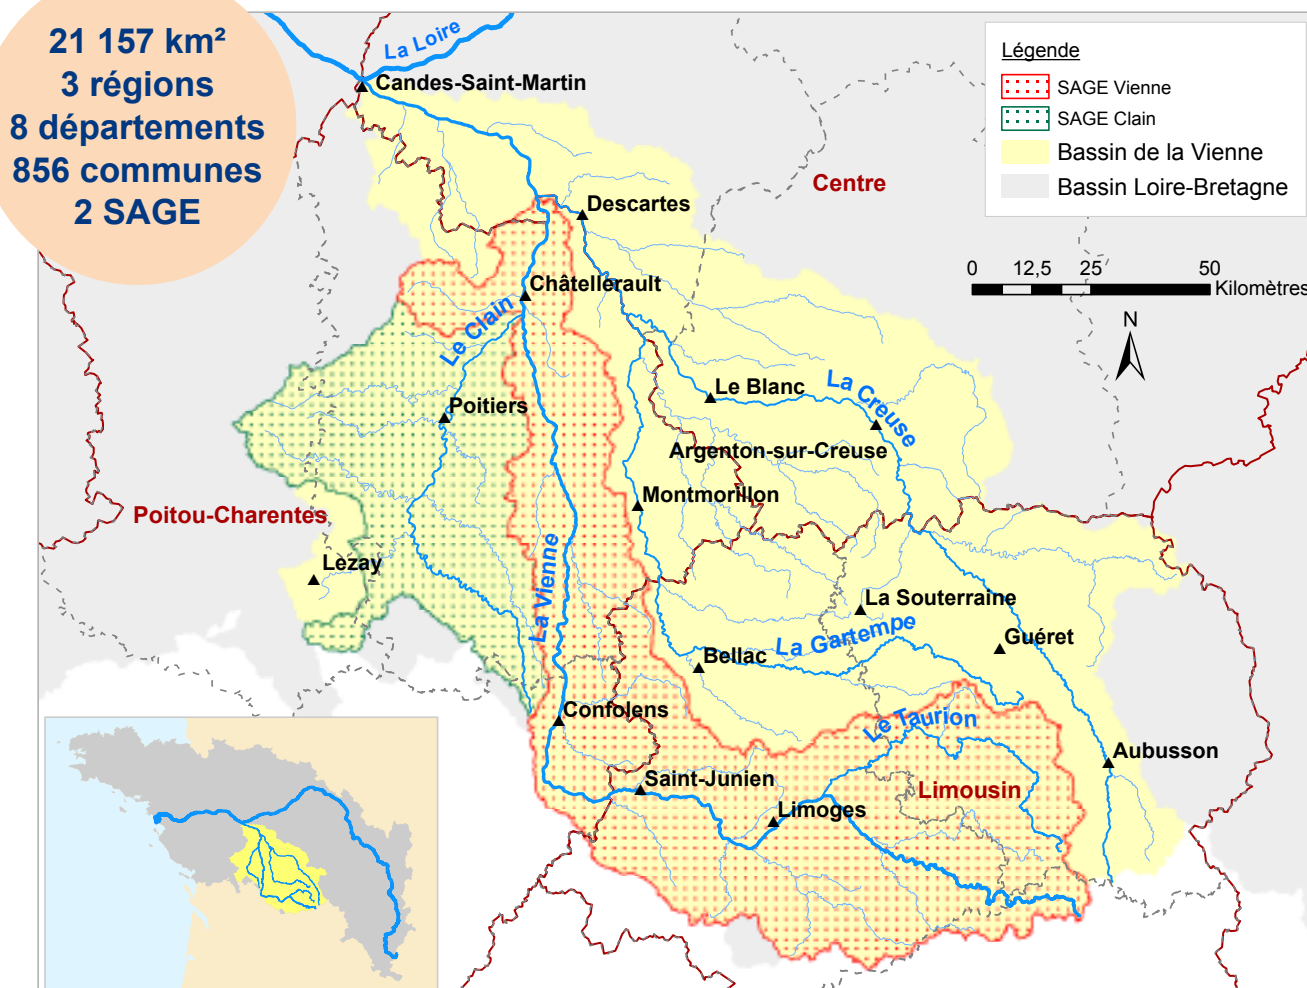 21 157 km²
3 régions
8 départements
856 communes
2 SAGE
La Loire
Candes-Saint-Martin
Légende
SAGE Vienne
SAGE Clain
Bassin de la Vienne
Bassin Loire-Bretagne
Centre
Descartes
0 12,5 25 50
Kilomètres
Châtellerault
N
Le Clain
Le Blanc
La Creuse
Poitiers
Argenton-sur-Creuse
Montmorillon
Poitou-Charentes
Lezay
La Vienne
La Souterraine
La Gartempe
Guéret
Bellac
Confolens
Le Taurion
Aubusson
Saint-Junien
Limousin
Limoges